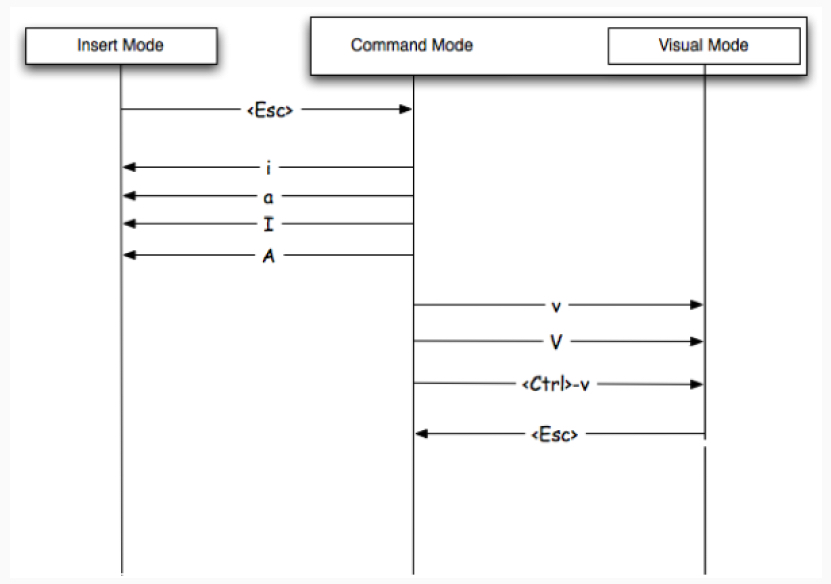 Insert Mode
Command Mode
Visual Mode
<Esc>
i
a
I
A
v
V
<Ctrl>-v
<Esc>